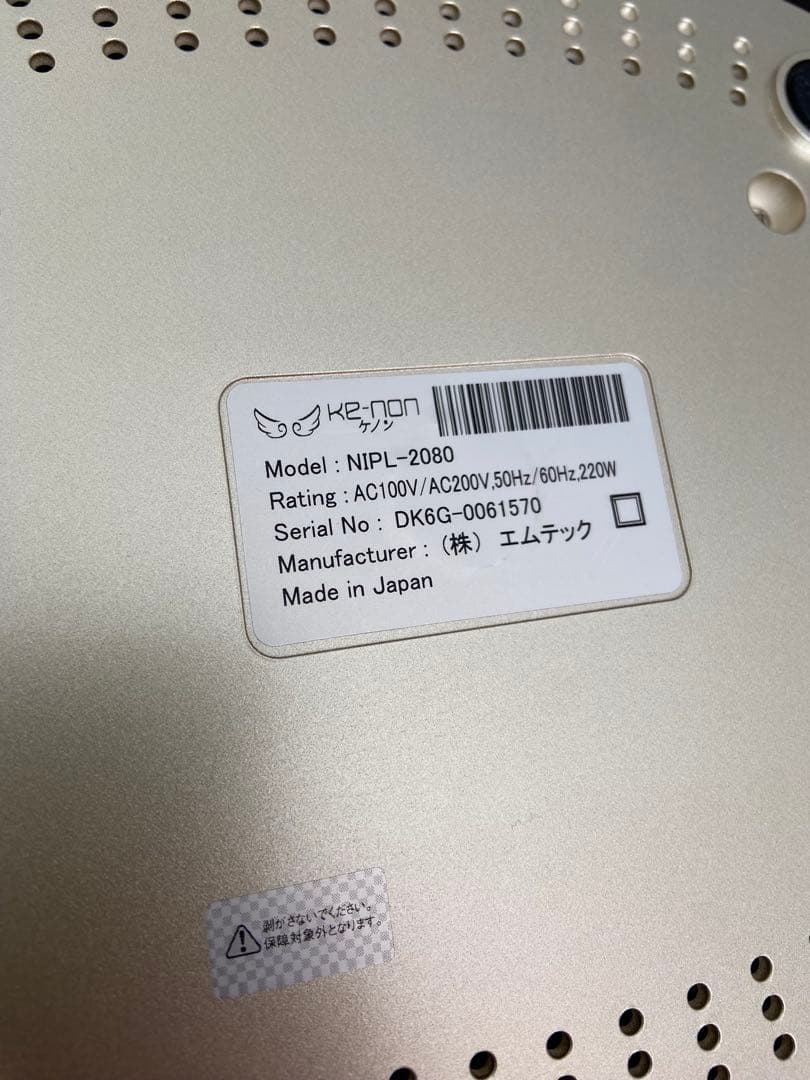 ke-non
ケノン
Model : NIPL-2080
Rating : AC100V/AC200V,50Hz/60Hz,220W
Serial No : DK6G-0061570
Manufacturer : (株) エムテック
Made in Japan
剥がさないでください。
保障対象外となります。